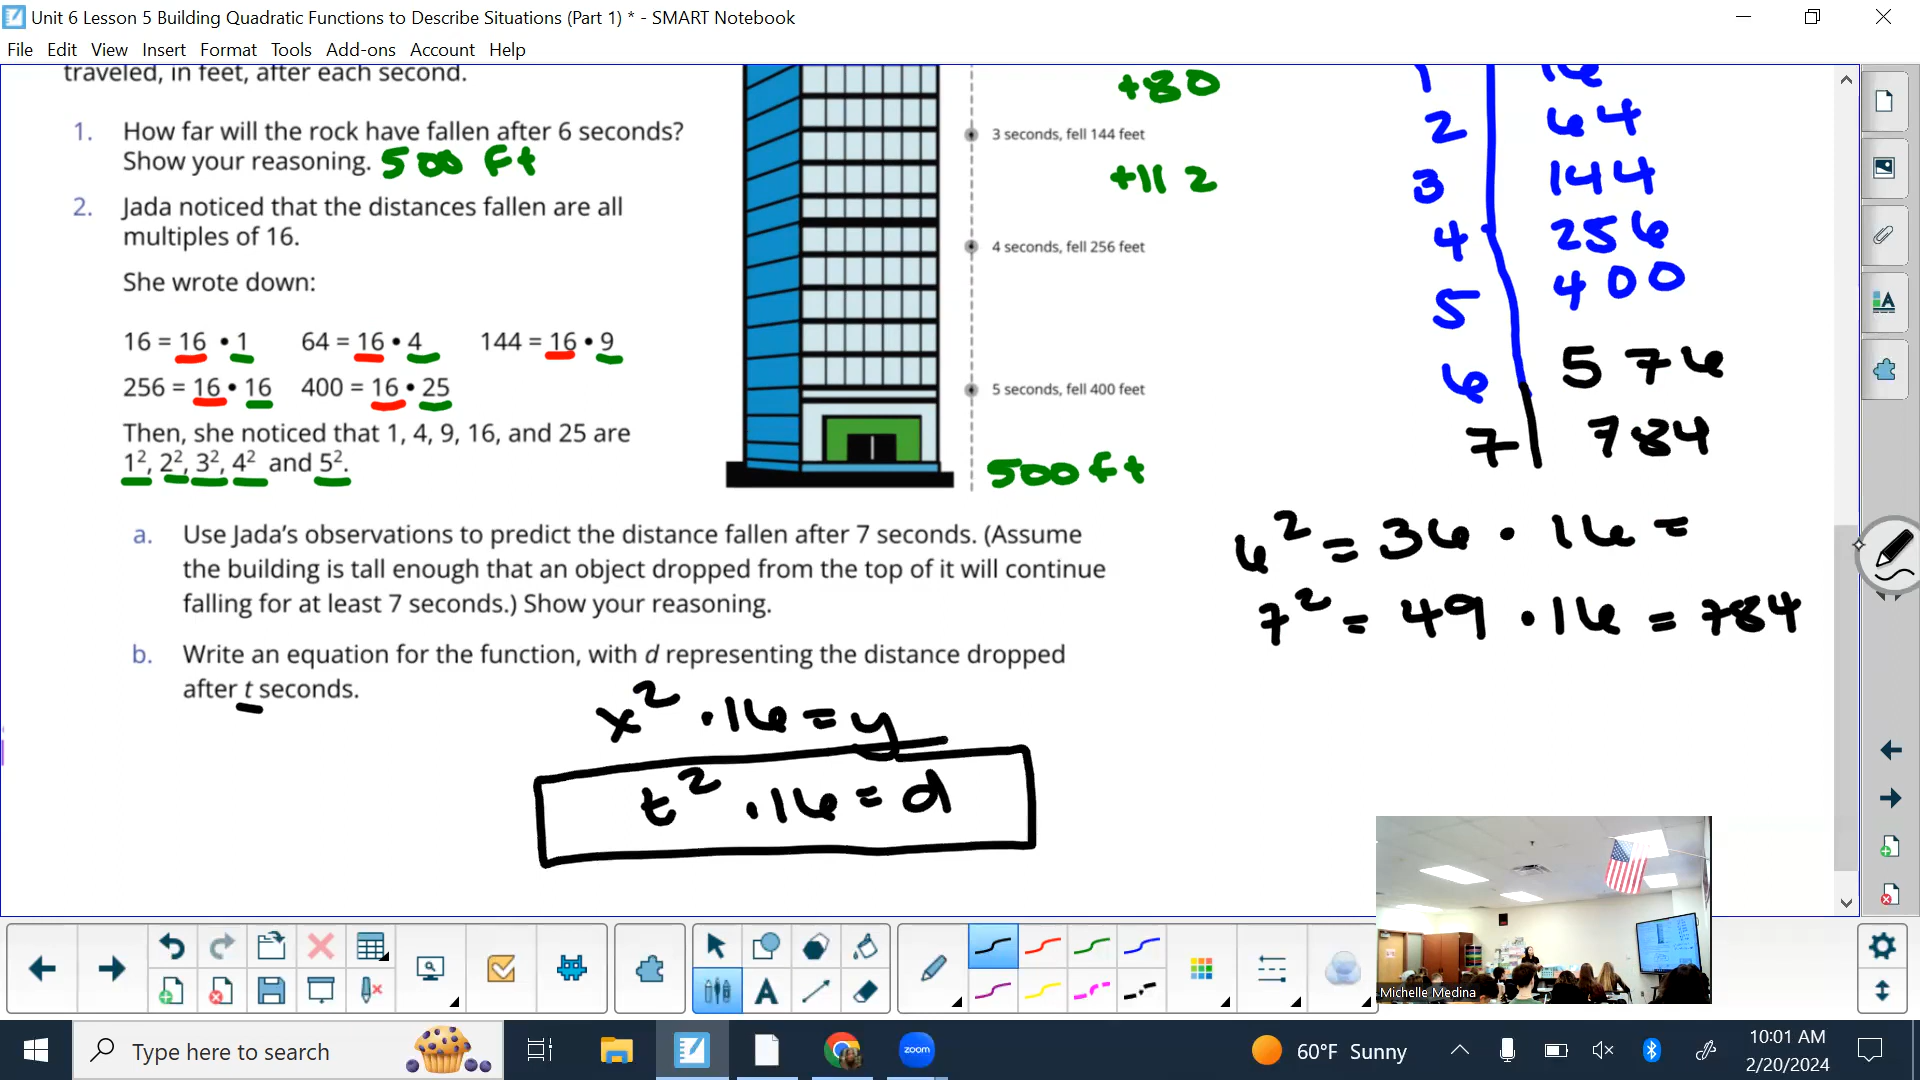 Unit 6 Lesson 5 Building Quadratic Functions to Describe Situations (Part 1) * - SMART Notebook
File Edit View Insert Format Tools Add-ons Account Help
traveled, in feet, after each second.
1. How far will the rock have fallen after 6 seconds?
Show your reasoning. 500 ft
2. Jada noticed that the distances fallen are all
multiples of 16.
She wrote down:
16 = 16 • 1 64 = 16 • 4 144 = 16 • 9
256 = 16 • 16 400 = 16 • 25
Then, she noticed that 1, 4, 9, 16, and 25 are
1², 2², 3², 4² and 5².
a. Use Jada's observations to predict the distance fallen after 7 seconds. (Assume
the building is tall enough that an object dropped from the top of it will continue
falling for at least 7 seconds.) Show your reasoning.
b. Write an equation for the function, with d representing the distance dropped
after t seconds.
x² · 16 = y
t² · 16 = d
+80
3 seconds, fell 144 feet
+112
4 seconds, fell 256 feet
5 seconds, fell 400 feet
500 ft
1 16
2 64
3 144
4 256
5 400
6 576
7 784
6² = 36 · 16 =
7² = 49 · 16 = 784
Michelle Medina
Type here to search
zoom
60°F Sunny
10:01 AM
2/20/2024